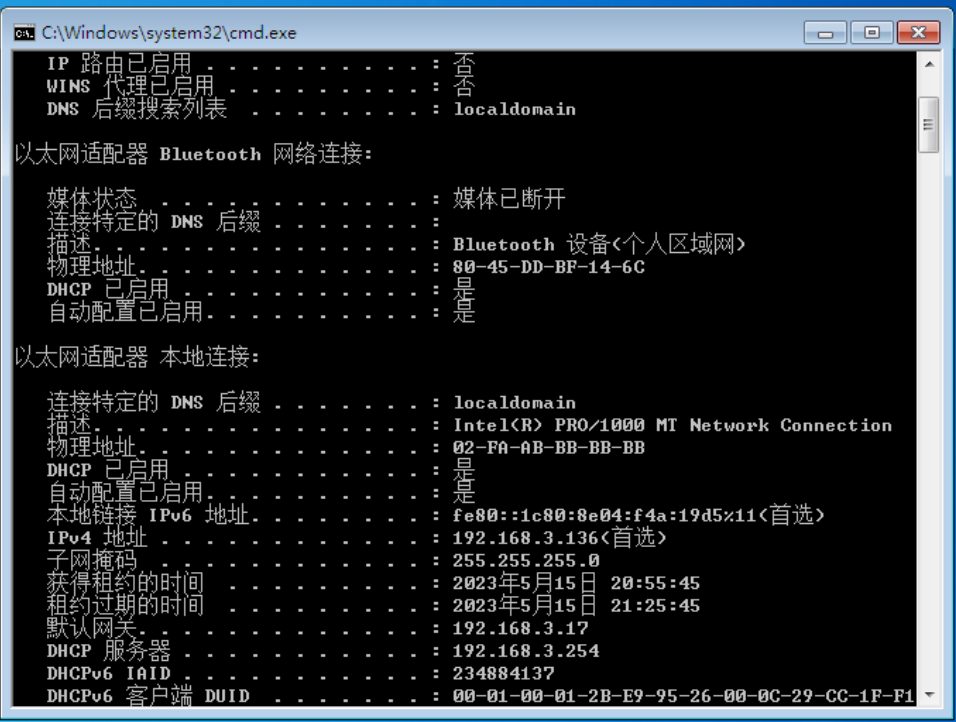 C:\Windows\system32\cmd.exe
IP 路由已启用 . . . . . . . . . . : 否
WINS 代理已启用 . . . . . . . . . : 否
DNS 后缀搜索列表 . . . . . . . . : localdomain
以太网适配器 Bluetooth 网络连接:
媒体状态 . . . . . . . . . . . . : 媒体已断开
连接特定的 DNS 后缀 . . . . . . . :
描述. . . . . . . . . . . . . . . : Bluetooth 设备(个人区域网)
物理地址. . . . . . . . . . . . . : 80-45-DD-BF-14-6C
DHCP 已启用 . . . . . . . . . . . : 是
自动配置已启用. . . . . . . . . . : 是
以太网适配器 本地连接:
连接特定的 DNS 后缀 . . . . . . . : localdomain
描述. . . . . . . . . . . . . . . : Intel(R) PRO/1000 MT Network Connection
物理地址. . . . . . . . . . . . . : 02-FA-AB-BB-BB-BB
DHCP 已启用 . . . . . . . . . . . : 是
自动配置已启用. . . . . . . . . . : 是
本地链接 IPv6 地址. . . . . . . . : fe80::1c80:8e04:f4a:19d5%11(首选)
IPv4 地址 . . . . . . . . . . . . : 192.168.3.136(首选)
子网掩码 . . . . . . . . . . . . : 255.255.255.0
获得租约的时间 . . . . . . . . . : 2023年5月15日 20:55:45
租约过期的时间 . . . . . . . . . : 2023年5月15日 21:25:45
默认网关. . . . . . . . . . . . . : 192.168.3.17
DHCP 服务器 . . . . . . . . . . . : 192.168.3.254
DHCPv6 IAID . . . . . . . . . . . : 234884137
DHCPv6 客户端 DUID . . . . . . . : 00-01-00-01-2B-E9-95-26-00-0C-29-CC-1F-F1